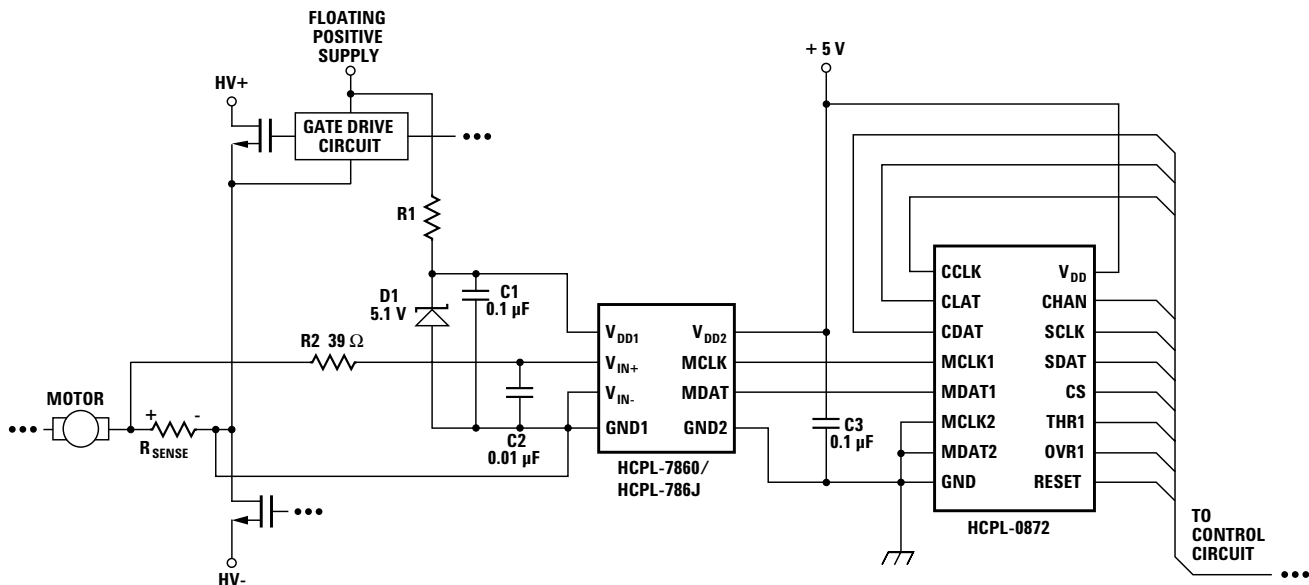 FLOATING
POSITIVE
SUPPLY
+ 5 V
HV+
GATE DRIVE
CIRCUIT
•••
R1
D1
5.1 V
C1
0.1 µF
R2 39 Ω
MOTOR
•••
+ -
R_SENSE
C2
0.01 µF
V_DD1
V_IN+
V_IN-
GND1
V_DD2
MCLK
MDAT
GND2
HCPL-7860/
HCPL-786J
C3
0.1 µF
CCLK
CLAT
CDAT
MCLK1
MDAT1
MCLK2
MDAT2
GND
V_DD
CHAN
SCLK
SDAT
CS
THR1
OVR1
RESET
HCPL-0872
•••
HV-
TO
CONTROL
CIRCUIT
•••